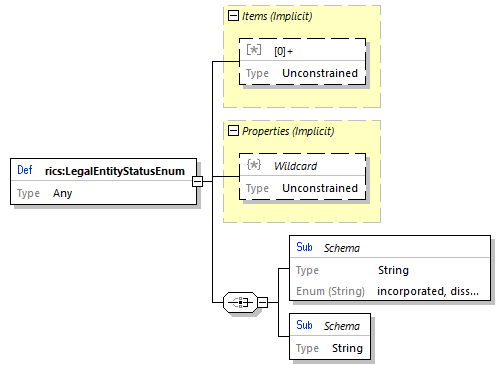 Items (Implicit)
[*] [0]+
Type Unconstrained
Properties (Implicit)
{*} Wildcard
Type Unconstrained
Def rics:LegalEntityStatusEnum
Type Any
Sub Schema
Type String
Enum (String) incorporated, diss...
Sub Schema
Type String